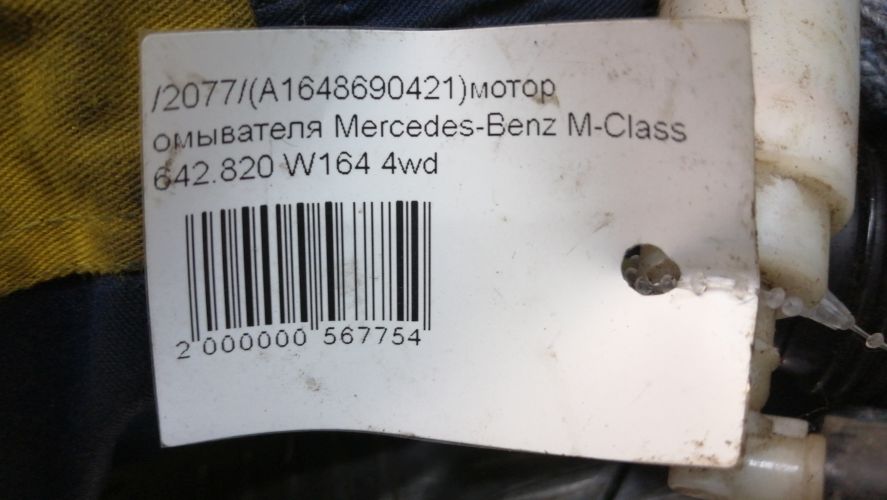 /2077/(A1648690421)мотор
омывателя Mercedes-Benz M-Class
642.820 W164 4wd
2 000000 567754